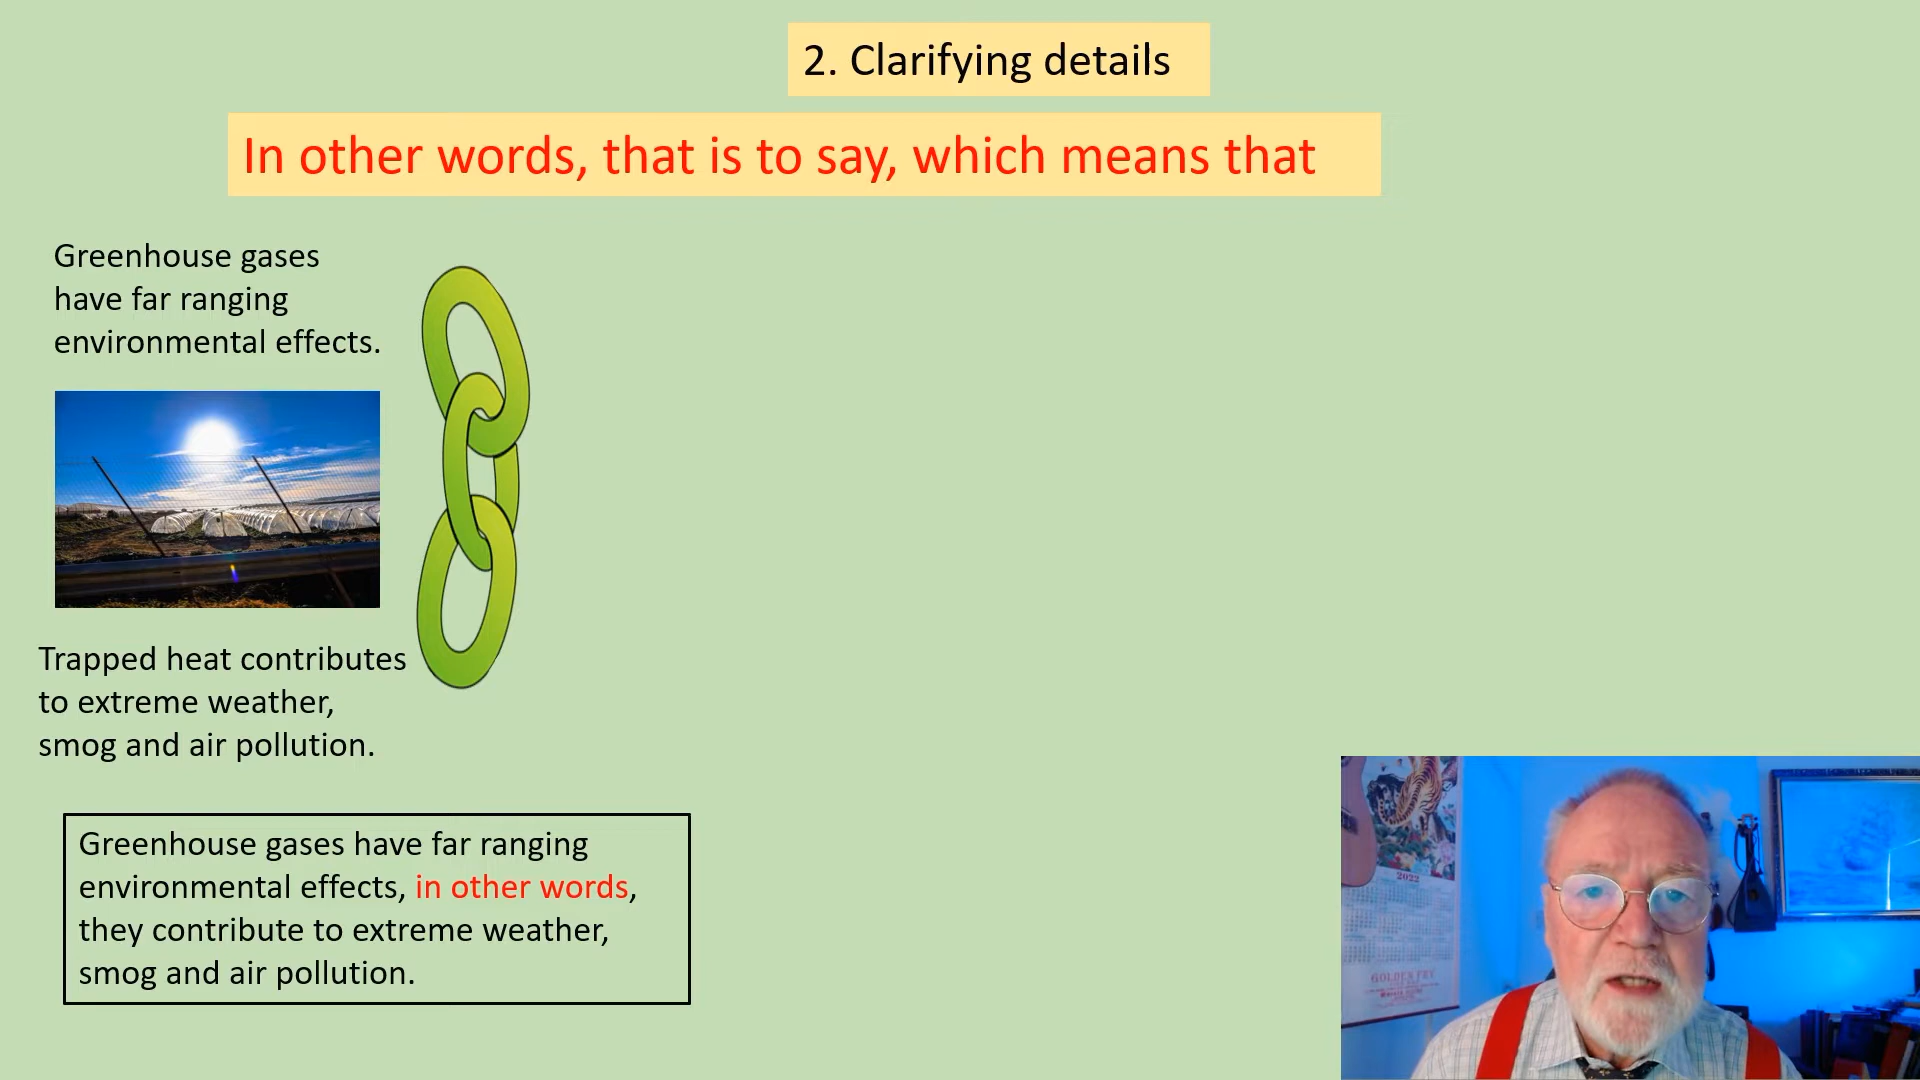 2. Clarifying details
In other words, that is to say, which means that
Greenhouse gases
have far ranging
environmental effects.
Trapped heat contributes
to extreme weather,
smog and air pollution.
Greenhouse gases have far ranging
environmental effects, in other words,
they contribute to extreme weather,
smog and air pollution.
2022